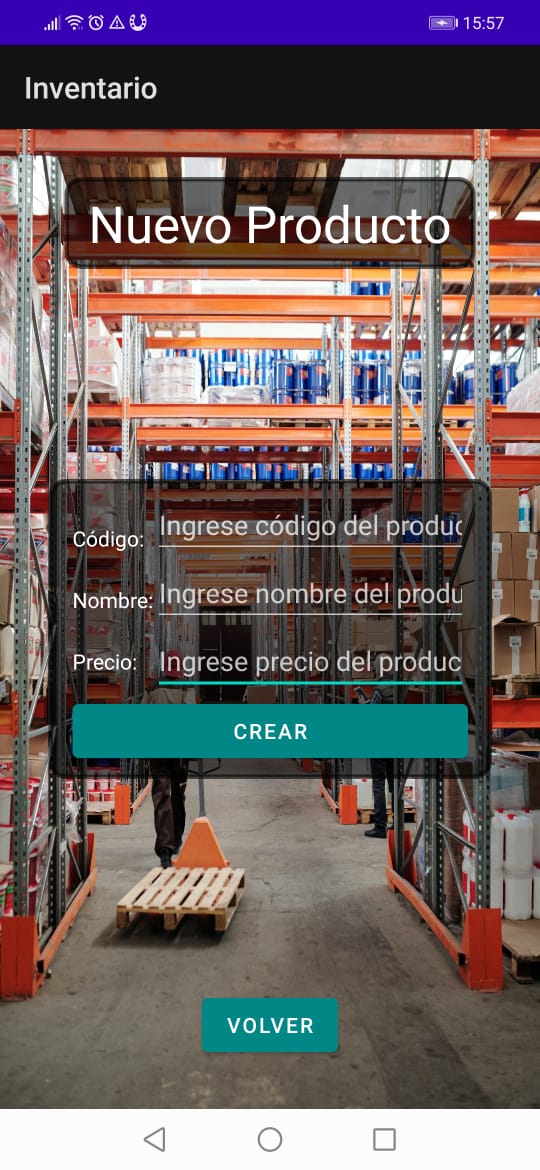 15:57
Inventario
Nuevo Producto
Código: Ingrese código del produc
Nombre: Ingrese nombre del produ
Precio: Ingrese precio del produc
CREAR
VOLVER